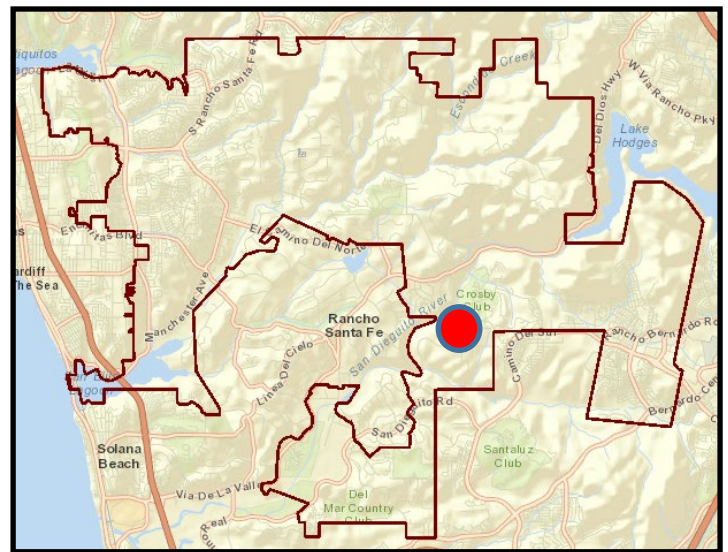 S Rancho Santa Fe Rd
Escondido Creek
Del Dios Hwy
W Via Rancho Pky
Lake
Hodges
Encinitas Blvd
El Camino Del Norte
ardiff
The Sea
Manchester Ave
Rancho
Santa Fe
San Dieguito River
Crosby
Club
Linea Del Cielo
Camino Del Sur
Rancho Bernardo Rd
San Dieguito Rd
Bernardo Cen
Solana
Beach
Santaluz
Club
Via De La Valle
Del
Mar Country
Club
Real